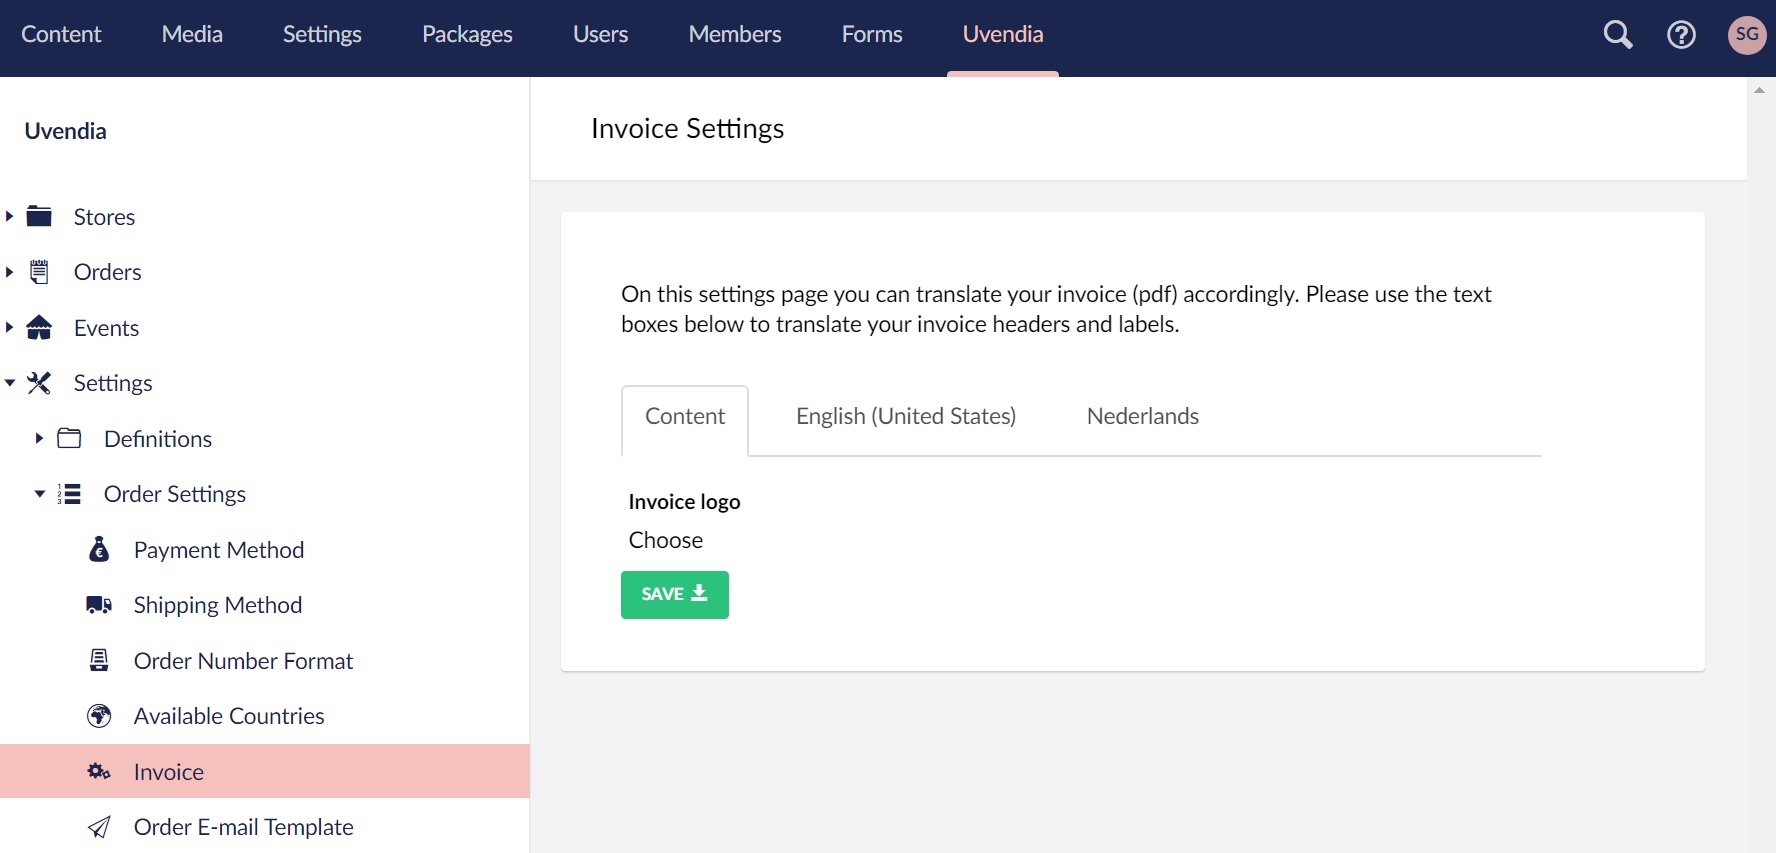 Content Media Settings Packages Users Members Forms Uvendia SG
Uvendia
Stores
Orders
Events
Settings
Definitions
Order Settings
Payment Method
Shipping Method
Order Number Format
Available Countries
Invoice
Order E-mail Template
Invoice Settings
On this settings page you can translate your invoice (pdf) accordingly. Please use the text
boxes below to translate your invoice headers and labels.
Content English (United States) Nederlands
Invoice logo
Choose
SAVE